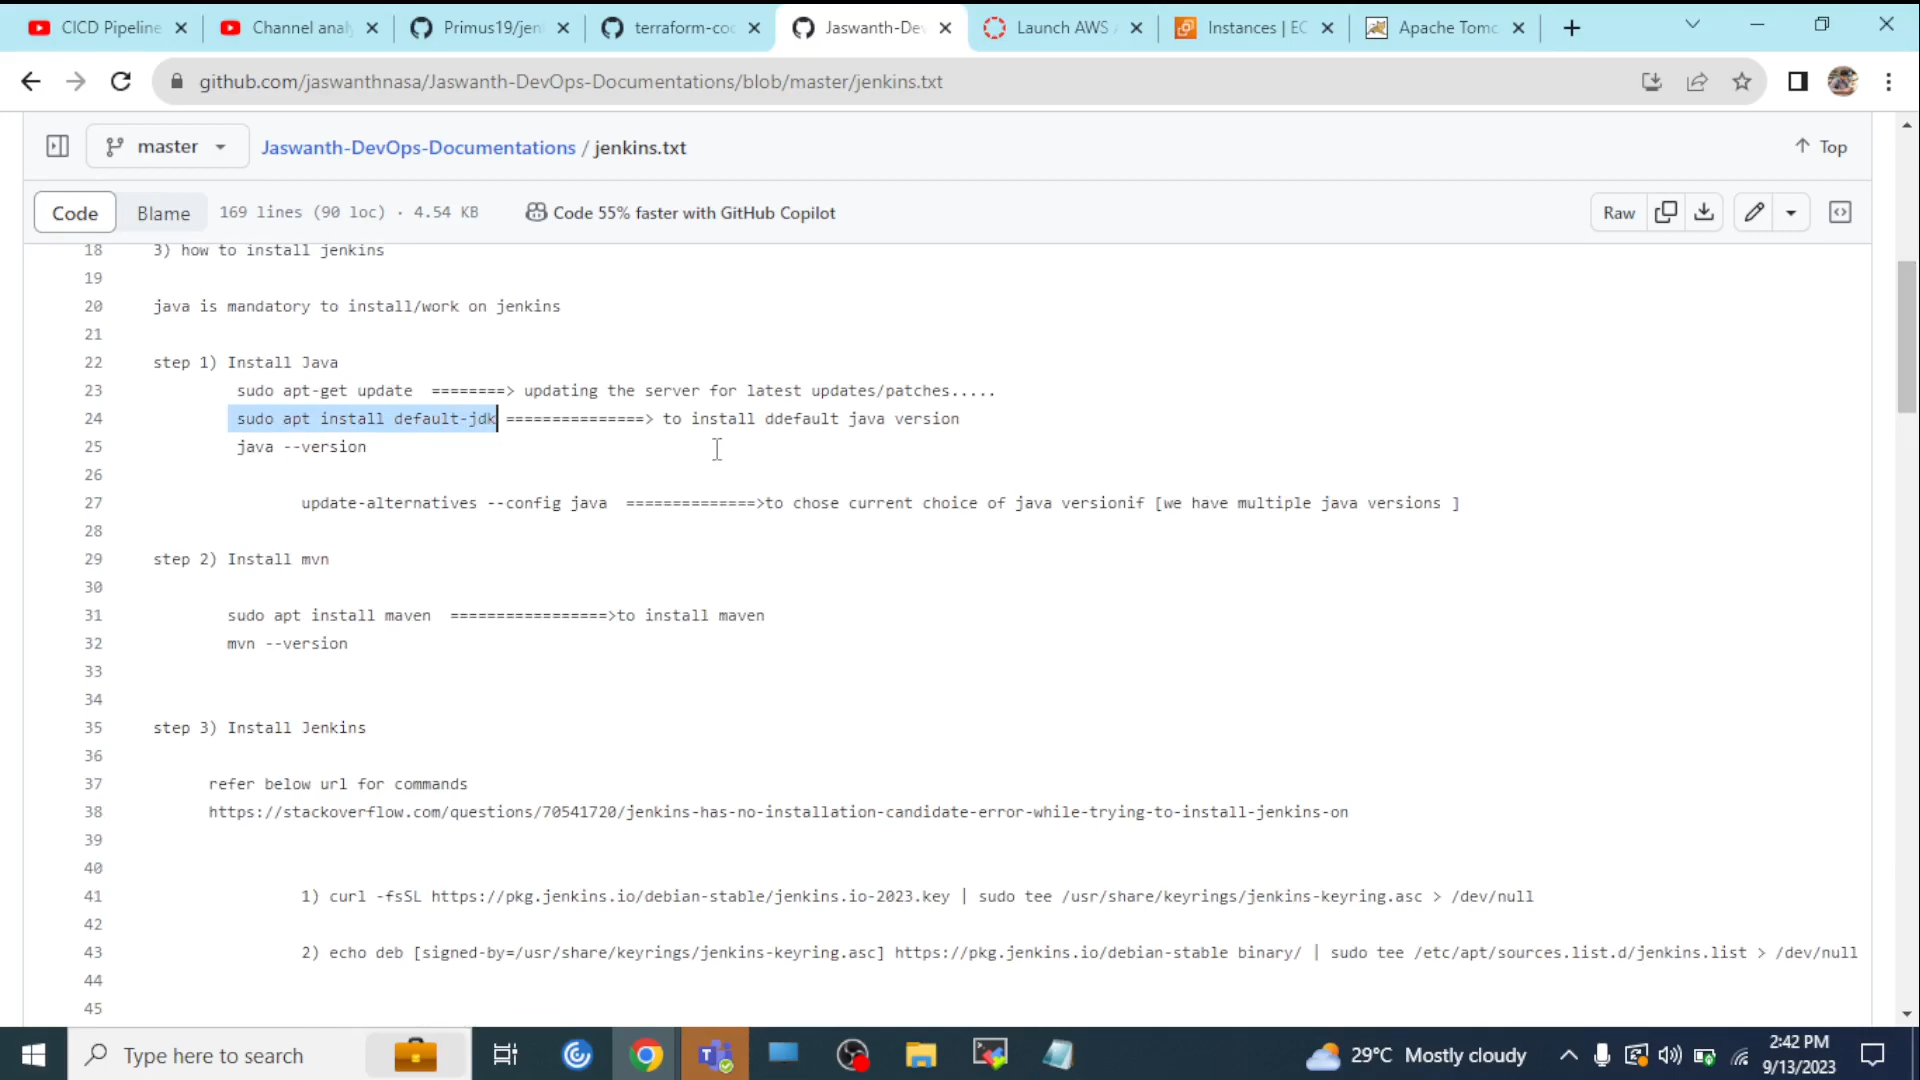 CICD Pipeline
Channel anal
Primus19/jen
terraform-coc
Jaswanth-Dev
Launch AWS
Instances | EC
Apache Tomc
github.com/jaswanthnasa/Jaswanth-DevOps-Documentations/blob/master/jenkins.txt
master
Jaswanth-DevOps-Documentations / jenkins.txt
Top
Code Blame 169 lines (90 loc) · 4.54 KB Code 55% faster with GitHub Copilot Raw
18 3) how to install jenkins
19
20 java is mandatory to install/work on jenkins
21
22 step 1) Install Java
23 sudo apt-get update ========> updating the server for latest updates/patches.....
24 sudo apt install default-jdk ===============> to install ddefault java version
25 java --version
26
27 update-alternatives --config java ==============>to chose current choice of java versionif [we have multiple java versions ]
28
29 step 2) Install mvn
30
31 sudo apt install maven =================>to install maven
32 mvn --version
33
34
35 step 3) Install Jenkins
36
37 refer below url for commands
38 https://stackoverflow.com/questions/70541720/jenkins-has-no-installation-candidate-error-while-trying-to-install-jenkins-on
39
40
41 1) curl -fsSL https://pkg.jenkins.io/debian-stable/jenkins.io-2023.key | sudo tee /usr/share/keyrings/jenkins-keyring.asc > /dev/null
42
43 2) echo deb [signed-by=/usr/share/keyrings/jenkins-keyring.asc] https://pkg.jenkins.io/debian-stable binary/ | sudo tee /etc/apt/sources.list.d/jenkins.list > /dev/null
44
45
Type here to search
29°C Mostly cloudy
2:42 PM
9/13/2023